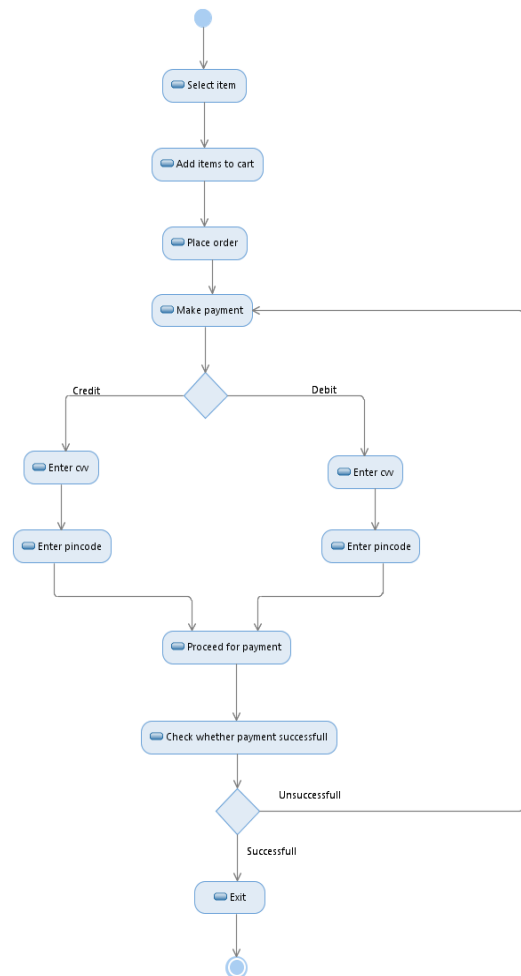 Select item
Add items to cart
Place order
Make payment
Credit
Debit
Enter cvv
Enter cvv
Enter pincode
Enter pincode
Proceed for payment
Check whether payment successfull
Unsuccessfull
Successfull
Exit